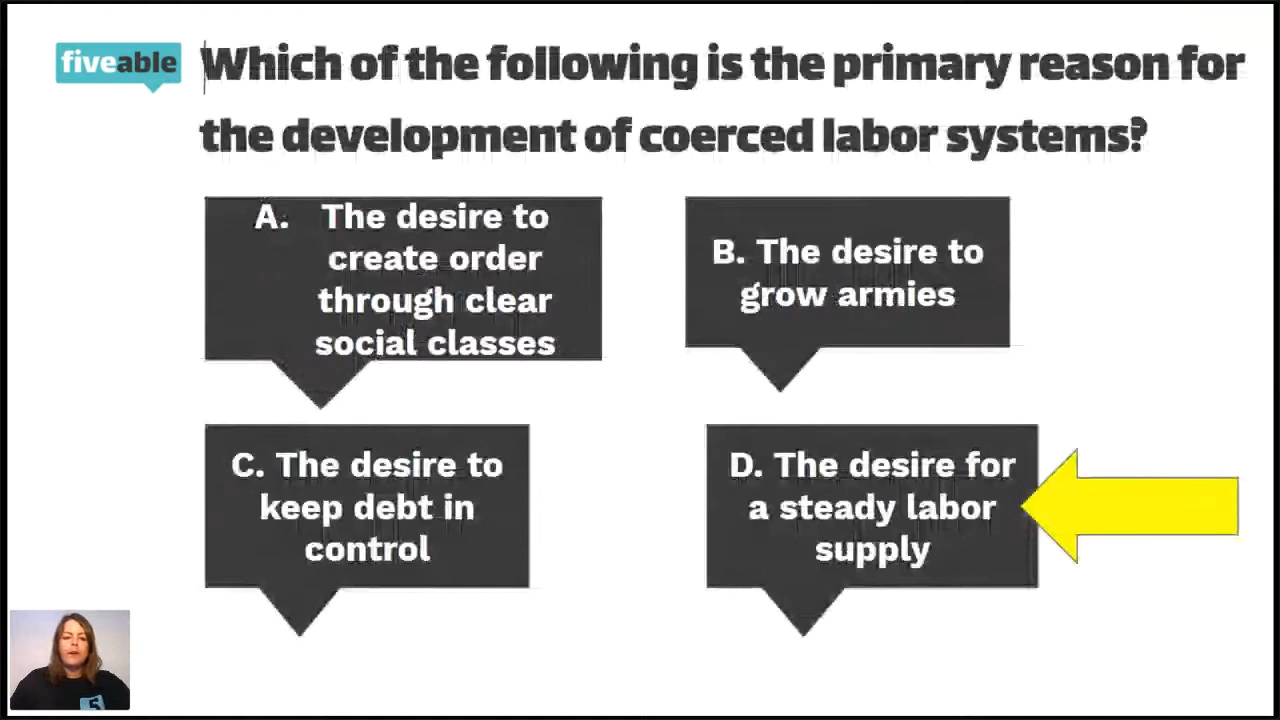 fiveable
Which of the following is the primary reason for
the development of coerced labor systems?
A. The desire to
create order
through clear
social classes
B. The desire to
grow armies
C. The desire to
keep debt in
control
D. The desire for
a steady labor
supply
5